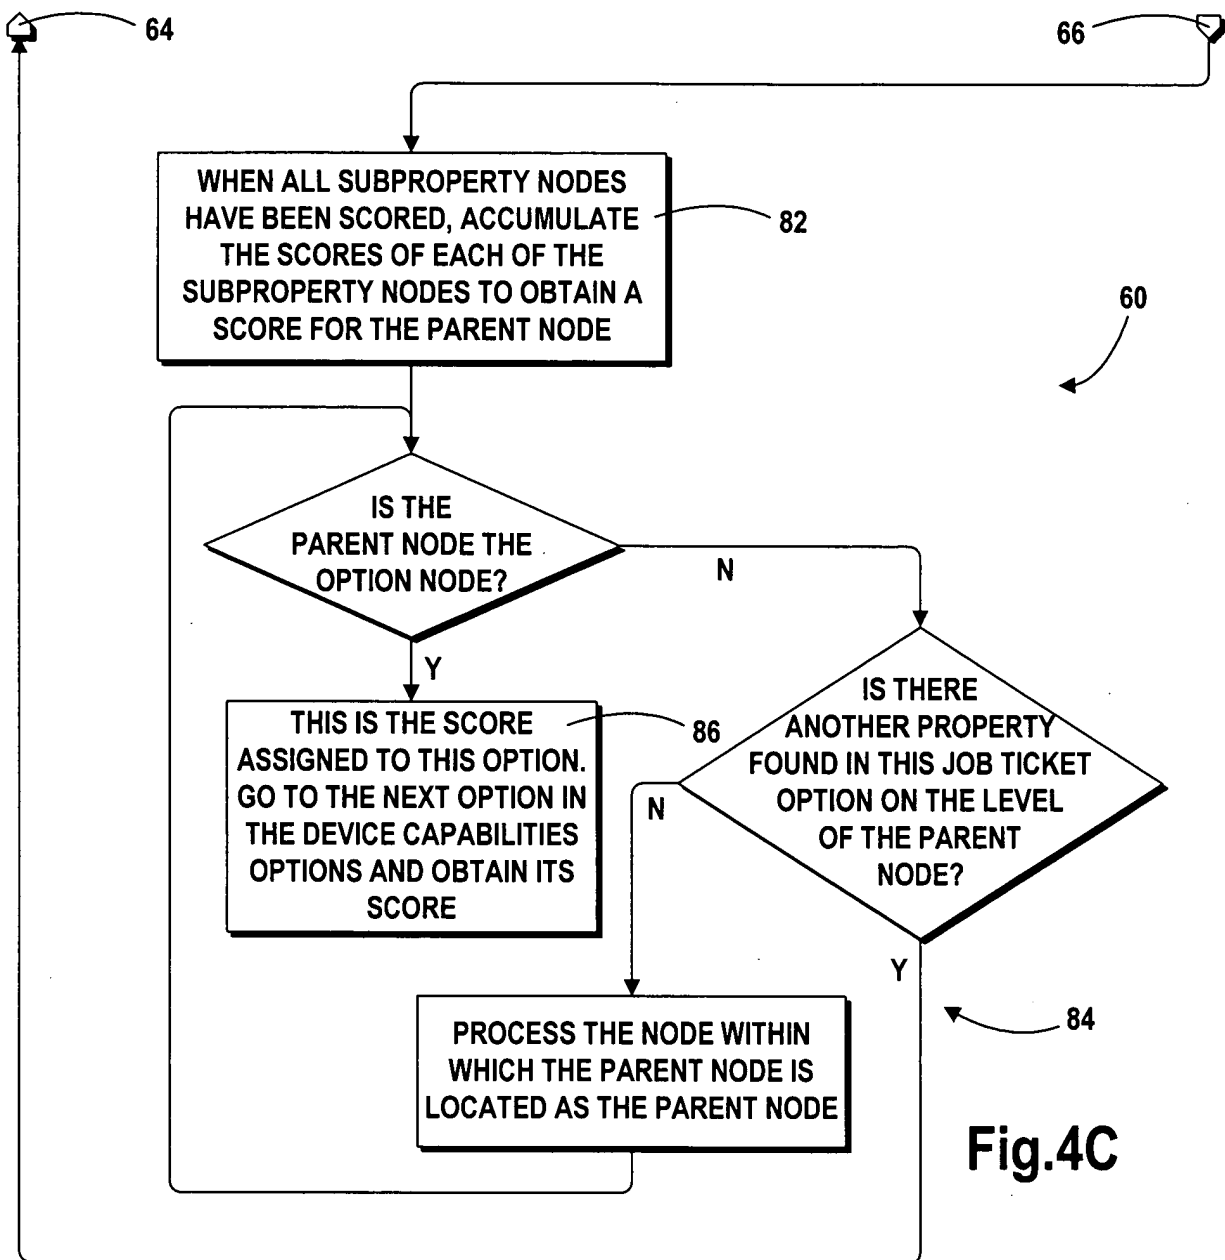 64
66
WHEN ALL SUBPROPERTY NODES
HAVE BEEN SCORED, ACCUMULATE
THE SCORES OF EACH OF THE
SUBPROPERTY NODES TO OBTAIN A
SCORE FOR THE PARENT NODE
82
60
IS THE
PARENT NODE THE
OPTION NODE?
N
Y
THIS IS THE SCORE
ASSIGNED TO THIS OPTION.
GO TO THE NEXT OPTION IN
THE DEVICE CAPABILITIES
OPTIONS AND OBTAIN ITS
SCORE
86
IS THERE
ANOTHER PROPERTY
FOUND IN THIS JOB TICKET
OPTION ON THE LEVEL
OF THE PARENT
NODE?
N
Y
84
PROCESS THE NODE WITHIN
WHICH THE PARENT NODE IS
LOCATED AS THE PARENT NODE
Fig.4C